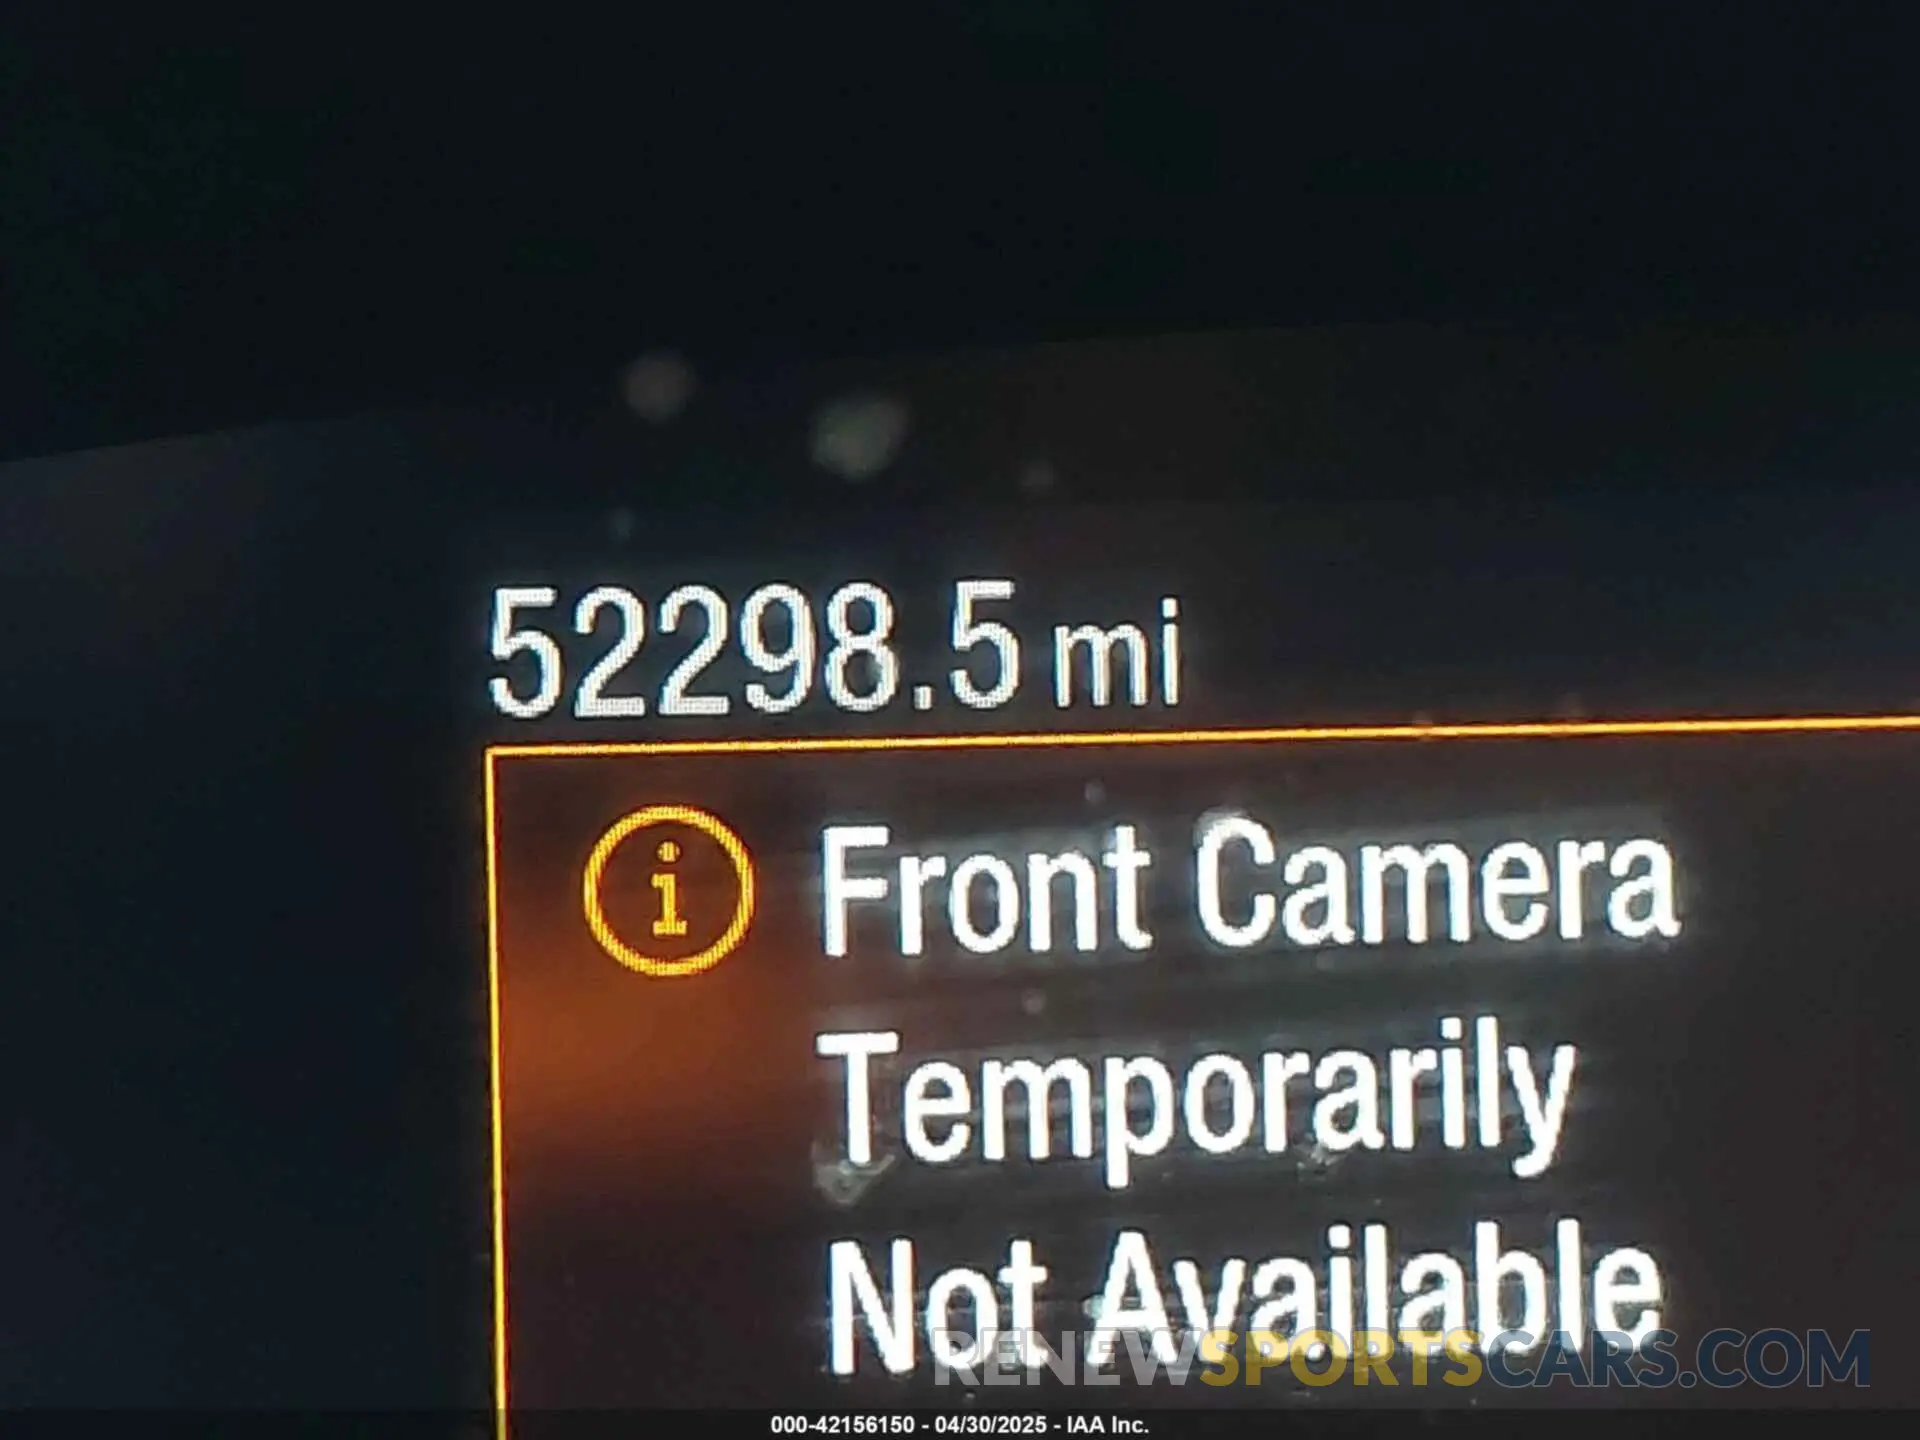 52298.5 mi
i Front Camera
Temporarily
Not Available
RENEWSPORTSCARS.COM
000-42156150 - 04/30/2025 - IAA Inc.